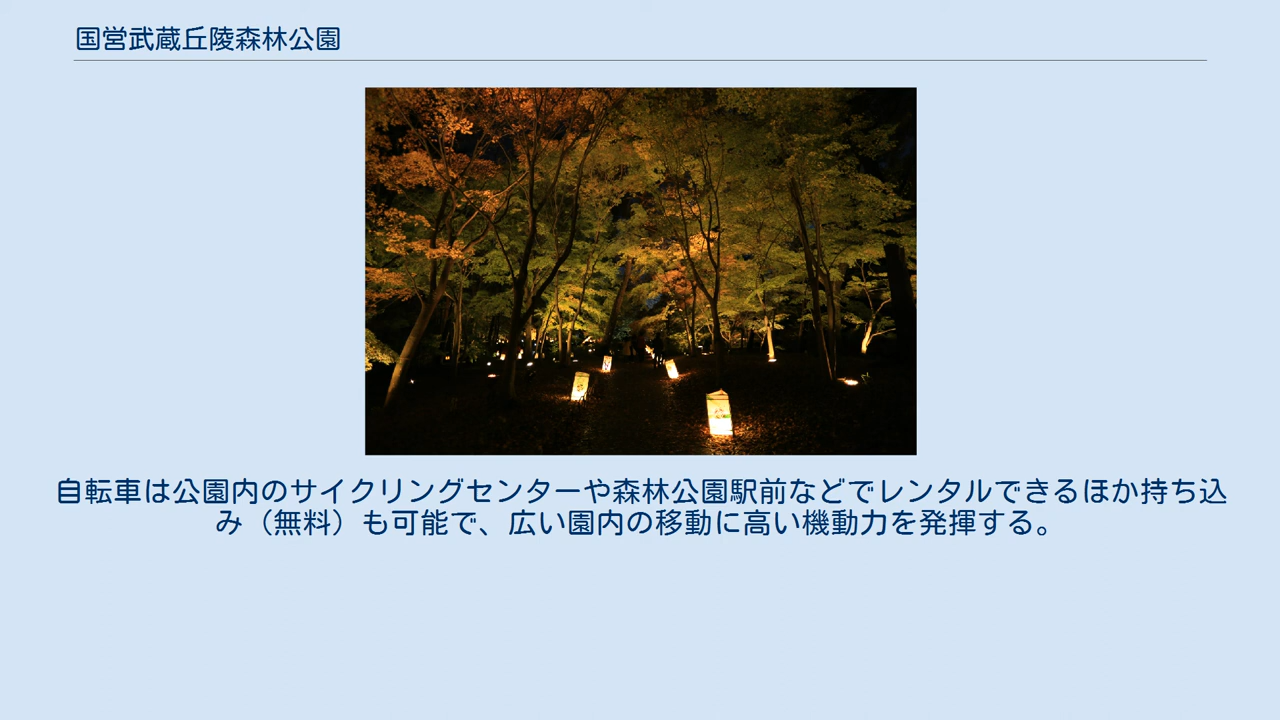 国営武蔵丘陵森林公園
自転車は公園内のサイクリングセンターや森林公園駅前などでレンタルできるほか持ち込
み（無料）も可能で、広い園内の移動に高い機動力を発揮する。